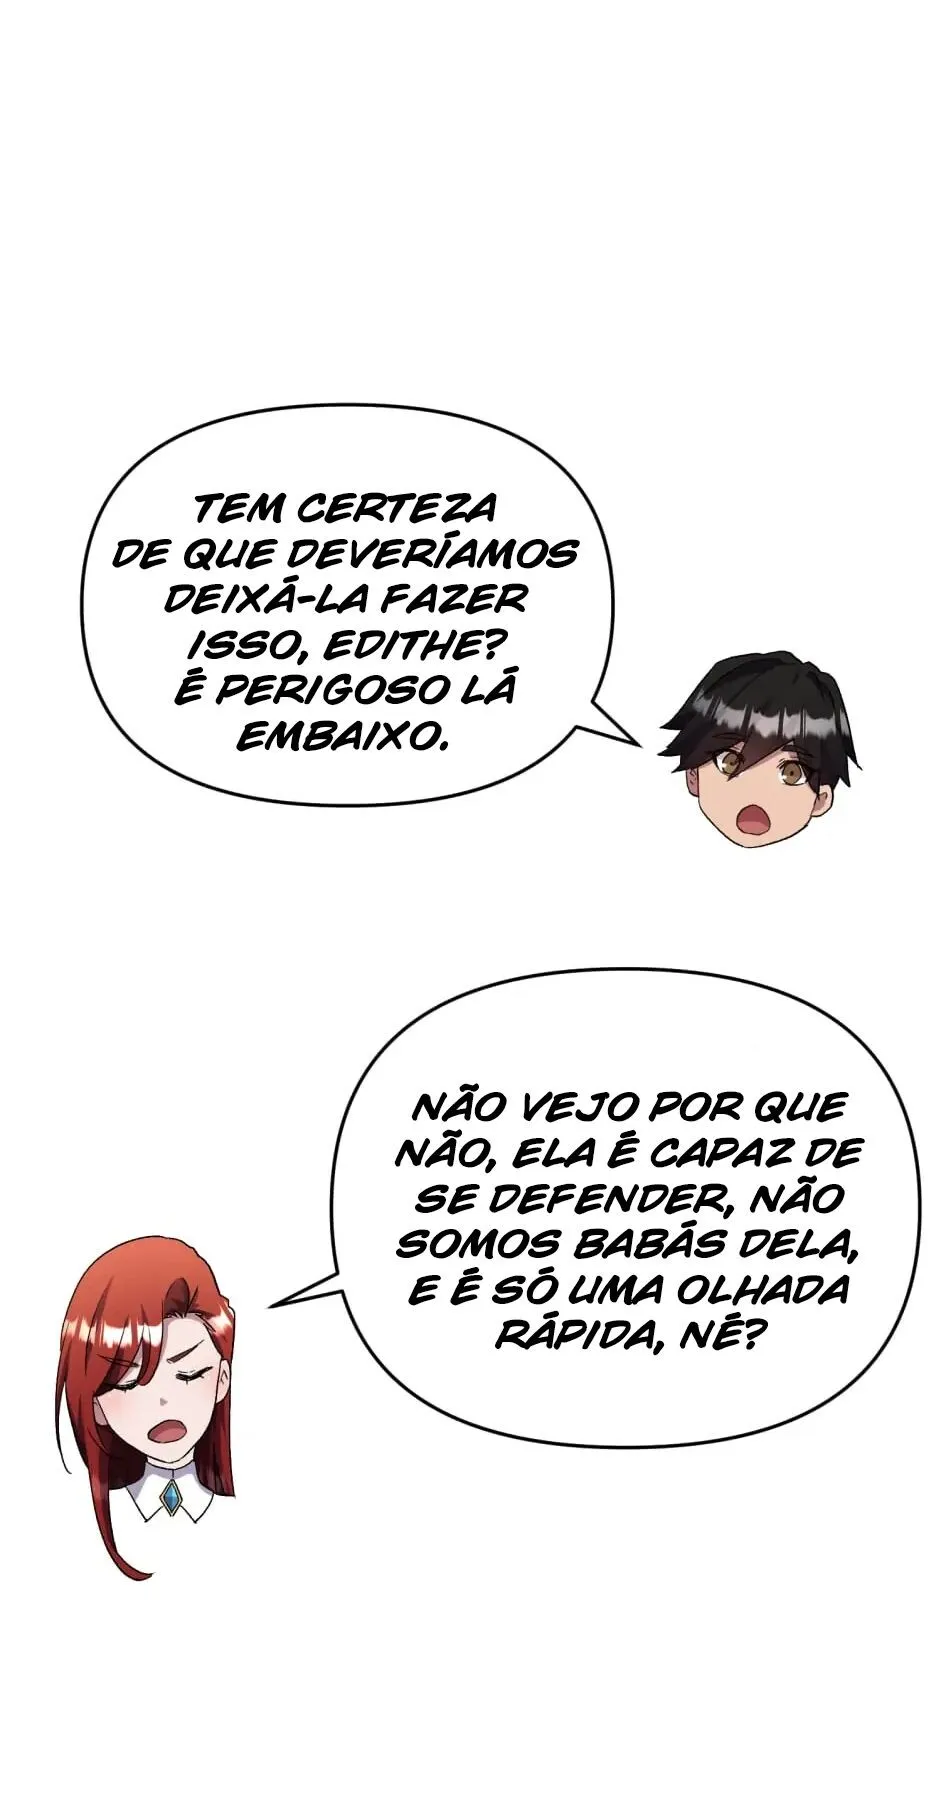 TEM CERTEZA
DE QUE DEVERÍAMOS
DEIXÁ-LA FAZER
ISSO, EDITHE?
É PERIGOSO LÁ
EMBAIXO.
NÃO VEJO POR QUE
NÃO, ELA É CAPAZ DE
SE DEFENDER, NÃO
SOMOS BABÁS DELA,
E É SÓ UMA OLHADA
RÁPIDA, NÉ?